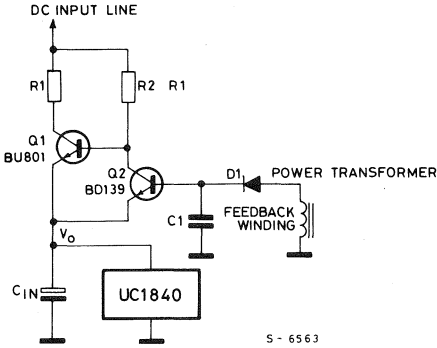 DC INPUT LINE
R1
R2 R1
Q1
BU801
Q2
BD139
D1
POWER TRANSFORMER
C1
FEEDBACK
WINDING
Vo
CIN
UC1840
S - 6563